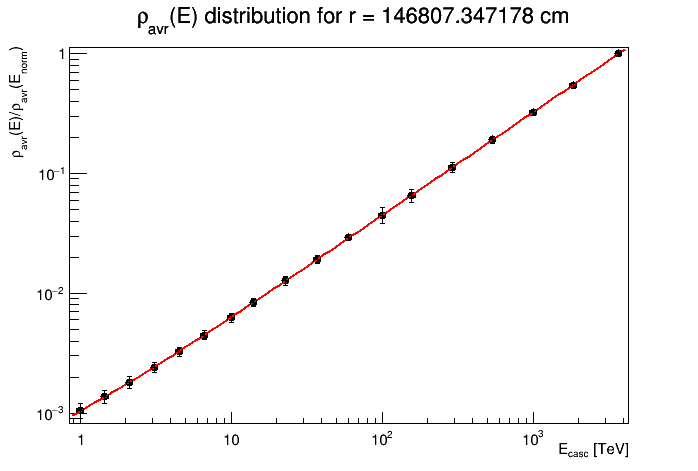 ρavr(E) distribution for r = 146807.347178 cm
ρavr(E)/ρavr(Enorm)
1
10−1
10−2
10−3
1 10 102 103
Ecasc [TeV]